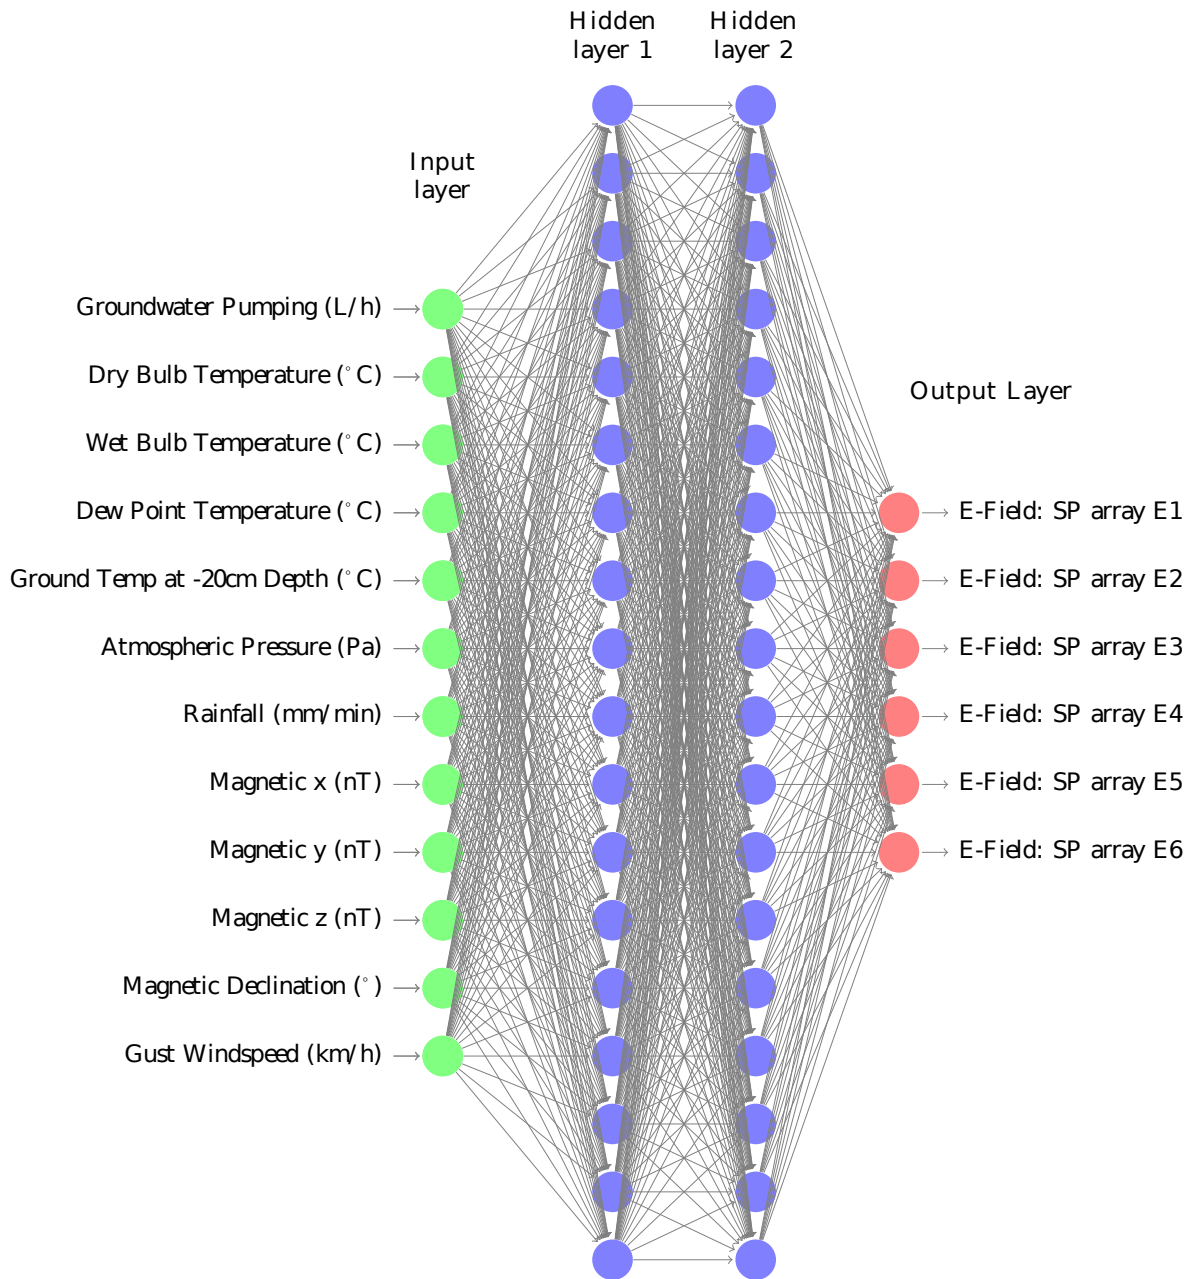 Hidden
layer 1
Hidden
layer 2
Input
layer
Groundwater Pumping (L/h)
Dry Bulb Temperature (°C)
Output Layer
Wet Bulb Temperature (°C)
Dew Point Temperature (°C)
E-Field: SP array E1
Ground Temp at -20cm Depth (°C)
E-Field: SP array E2
Atmospheric Pressure (Pa)
E-Field: SP array E3
Rainfall (mm/min)
E-Field: SP array E4
Magnetic x (nT)
E-Field: SP array E5
Magnetic y (nT)
E-Field: SP array E6
Magnetic z (nT)
Magnetic Declination (°)
Gust Windspeed (km/h)